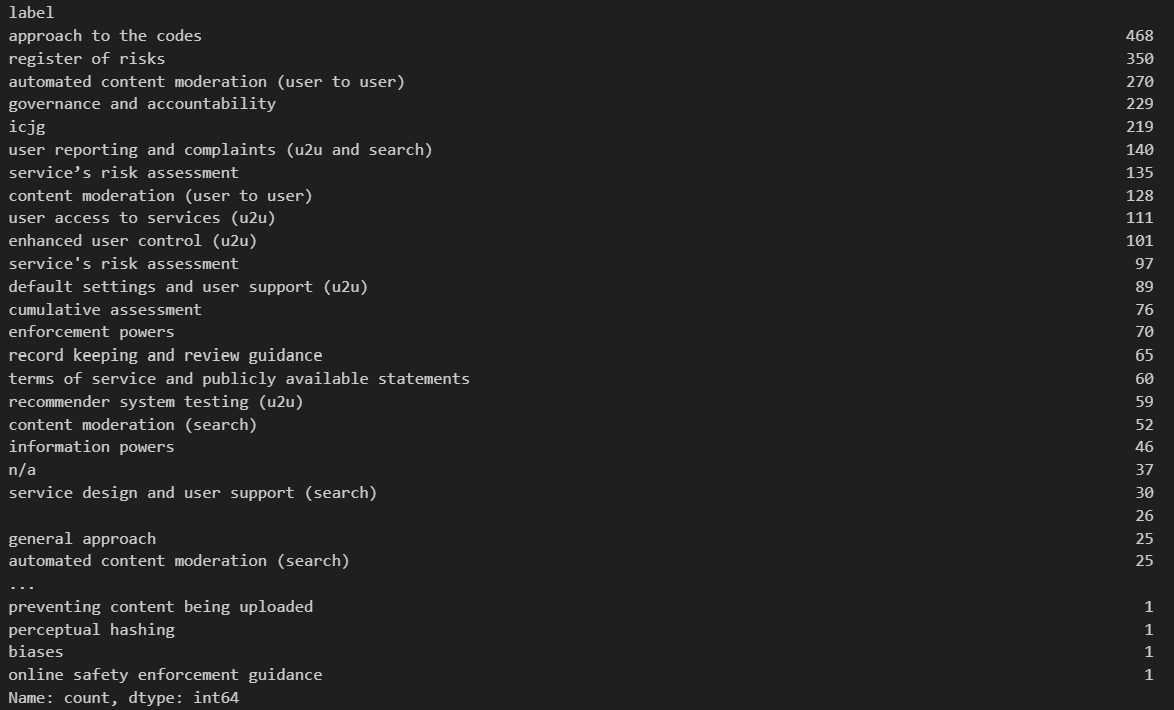 label
approach to the codes 468
register of risks 350
automated content moderation (user to user) 270
governance and accountability 229
icjg 219
user reporting and complaints (u2u and search) 140
service’s risk assessment 135
content moderation (user to user) 128
user access to services (u2u) 111
enhanced user control (u2u) 101
service's risk assessment 97
default settings and user support (u2u) 89
cumulative assessment 76
enforcement powers 70
record keeping and review guidance 65
terms of service and publicly available statements 60
recommender system testing (u2u) 59
content moderation (search) 52
information powers 46
n/a 37
service design and user support (search) 30
26
general approach 25
automated content moderation (search) 25
...
preventing content being uploaded 1
perceptual hashing 1
biases 1
online safety enforcement guidance 1
Name: count, dtype: int64